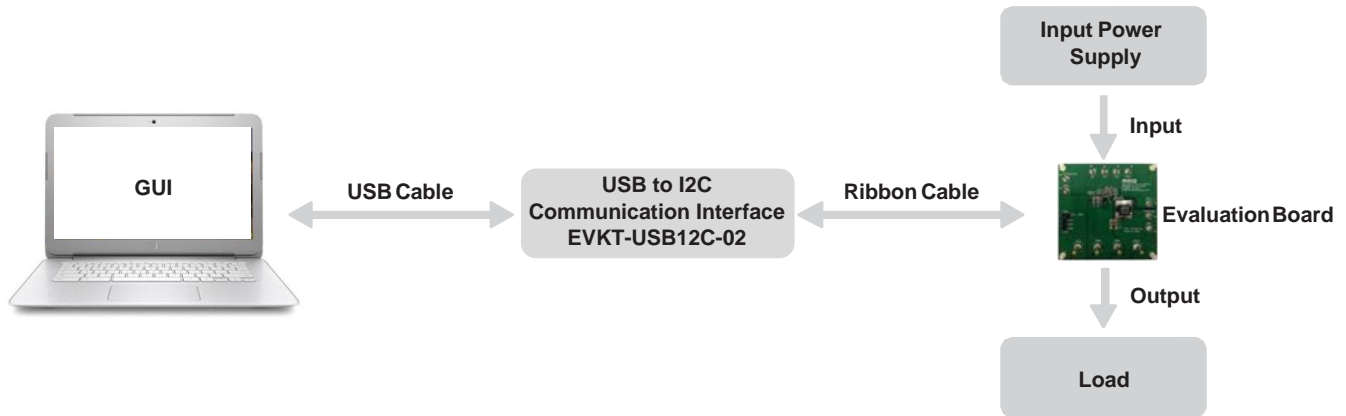 Input Power
Supply
Input
GUI
USB Cable
USB to I2C
Communication Interface
EVKT-USB12C-02
Ribbon Cable
Evaluation Board
Output
Load